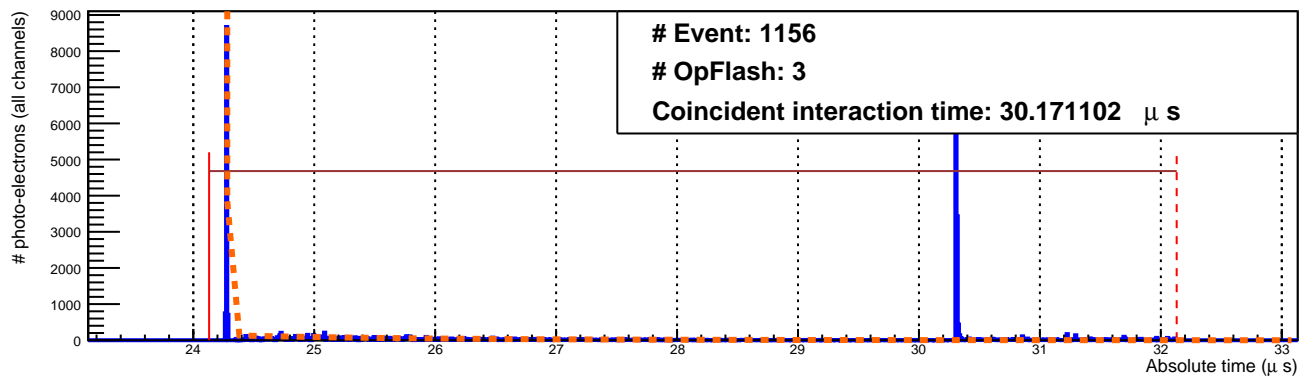 # Event: 1156
# OpFlash: 3
Coincident interaction time: 30.171102 μ s
# photo-electrons (all channels)
9000
8000
7000
6000
5000
4000
3000
2000
1000
0
24 25 26 27 28 29 30 31 32 33
Absolute time (μ s)